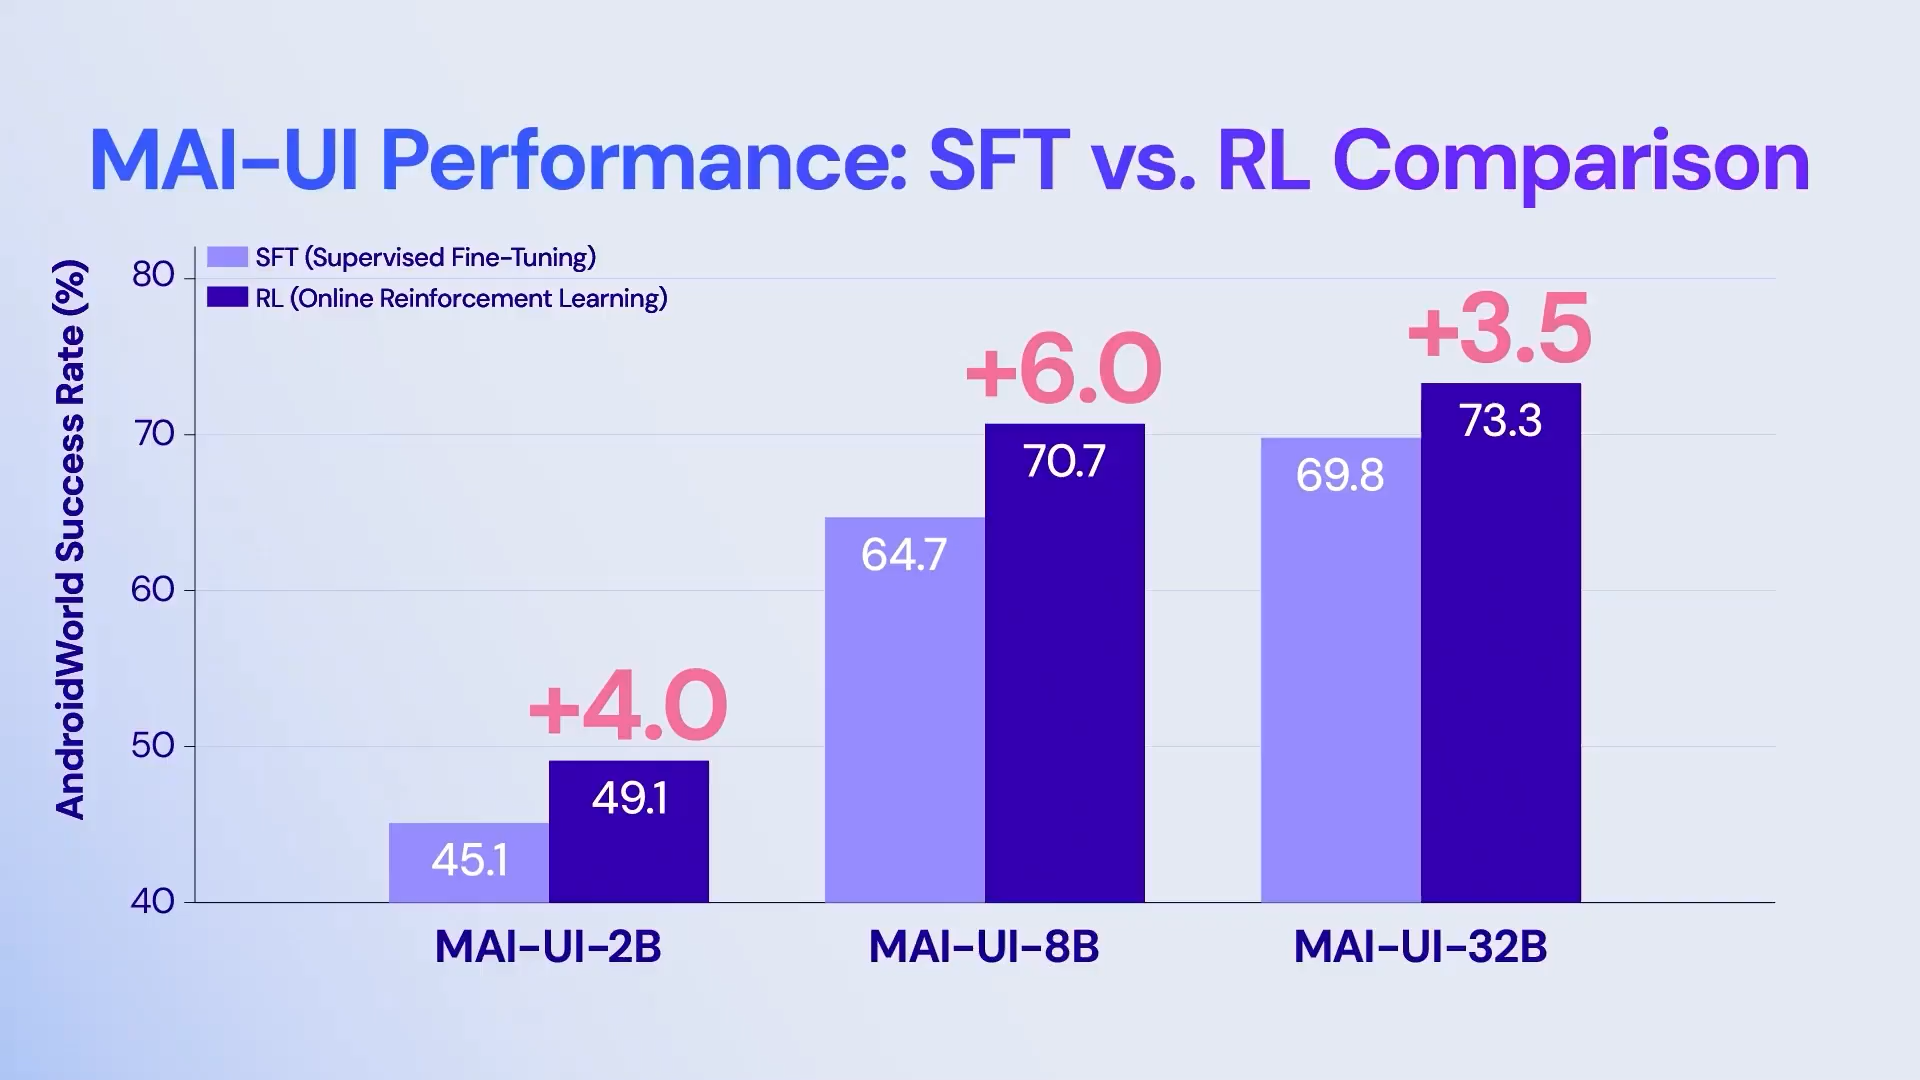 MAI-UI Performance: SFT vs. RL Comparison
SFT (Supervised Fine-Tuning)
RL (Online Reinforcement Learning)
AndroidWorld Success Rate (%)
80
70
60
50
40
+4.0
+6.0
+3.5
45.1
49.1
64.7
70.7
69.8
73.3
MAI-UI-2B
MAI-UI-8B
MAI-UI-32B